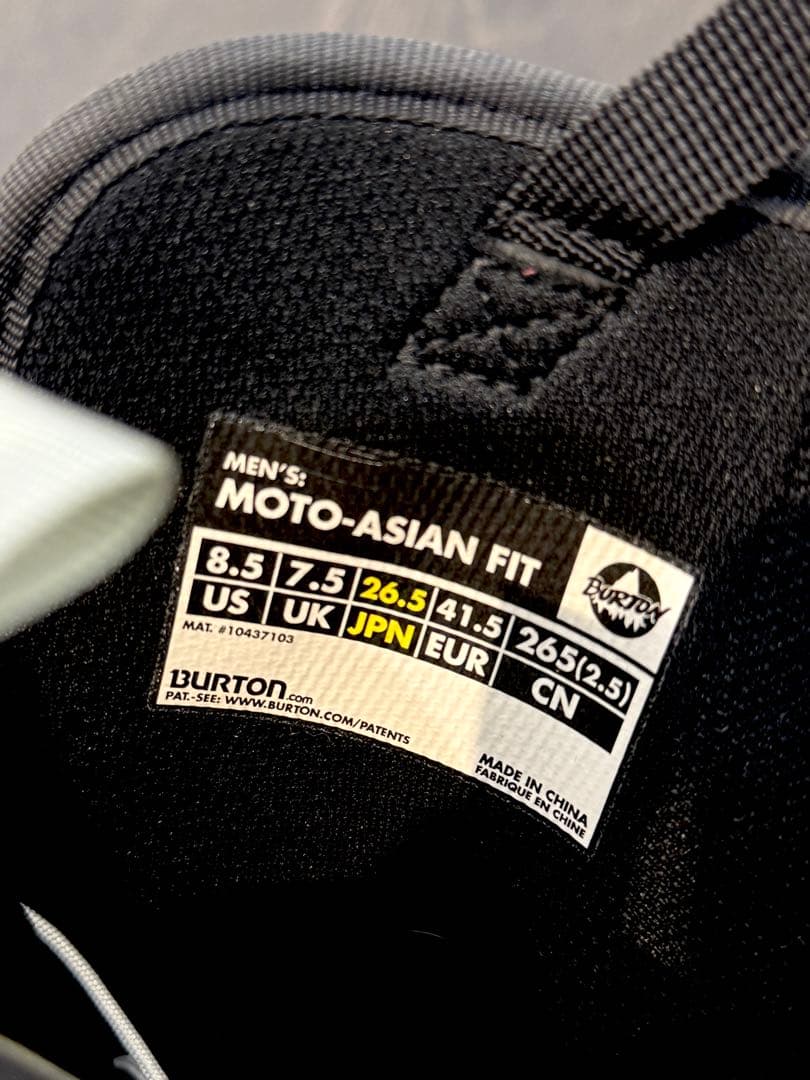 MEN'S:
MOTO-ASIAN FIT
BURTON
8.5 7.5 26.5 41.5 265(2.5)
US UK JPN EUR CN
MAT. #10437103
BURTON.com
PAT.-SEE: WWW.BURTON.COM/PATENTS
MADE IN CHINA
FABRIQUE EN CHINE